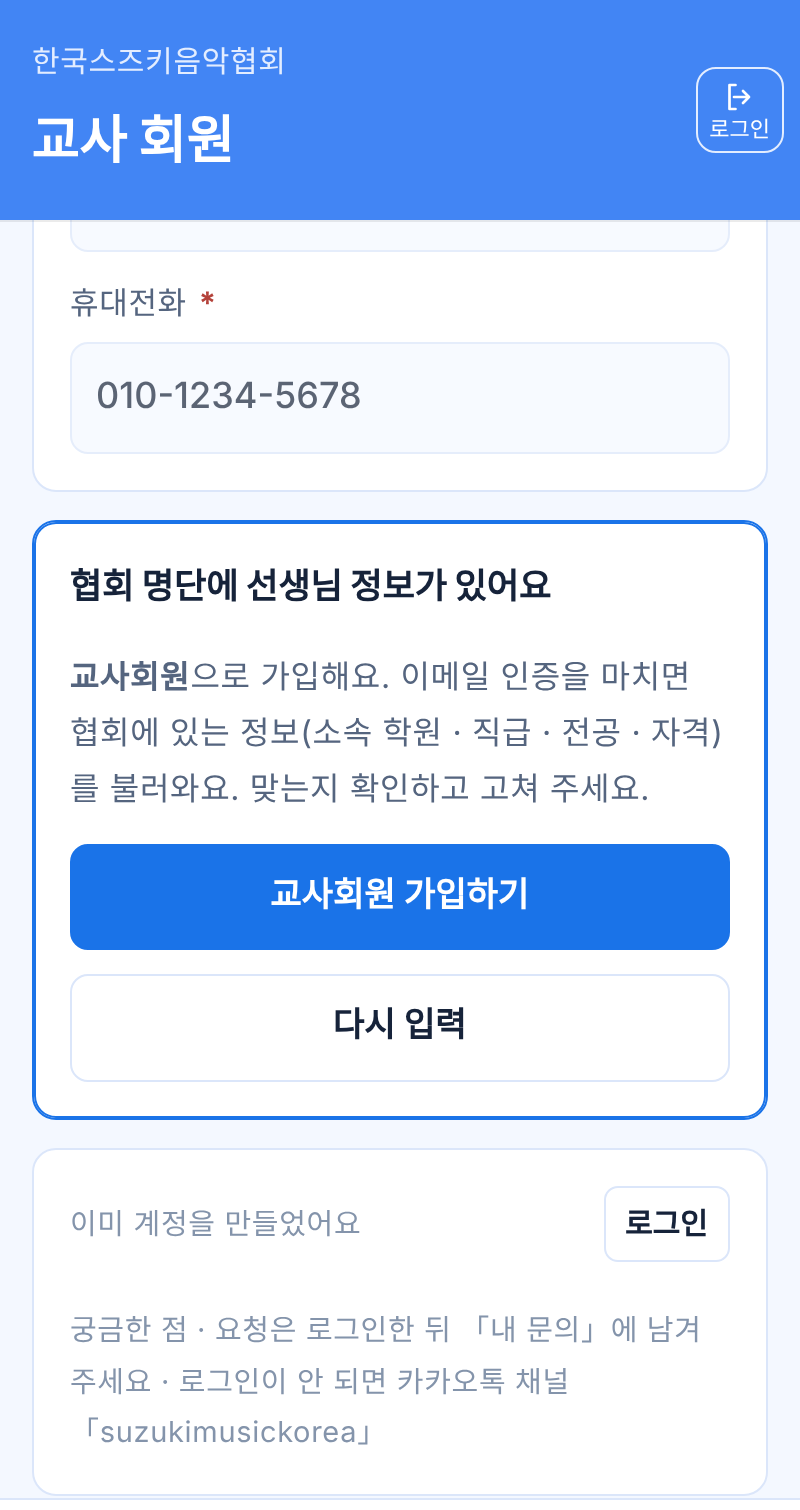 한국스즈키음악협회
교사 회원
로그인
휴대전화 *
010-1234-5678
협회 명단에 선생님 정보가 있어요
교사회원으로 가입해요. 이메일 인증을 마치면
협회에 있는 정보(소속 학원 · 직급 · 전공 · 자격)
를 불러와요. 맞는지 확인하고 고쳐 주세요.
교사회원 가입하기
다시 입력
이미 계정을 만들었어요
로그인
궁금한 점 · 요청은 로그인한 뒤 「내 문의」에 남겨
주세요 · 로그인이 안 되면 카카오톡 채널
「suzukimusickorea」